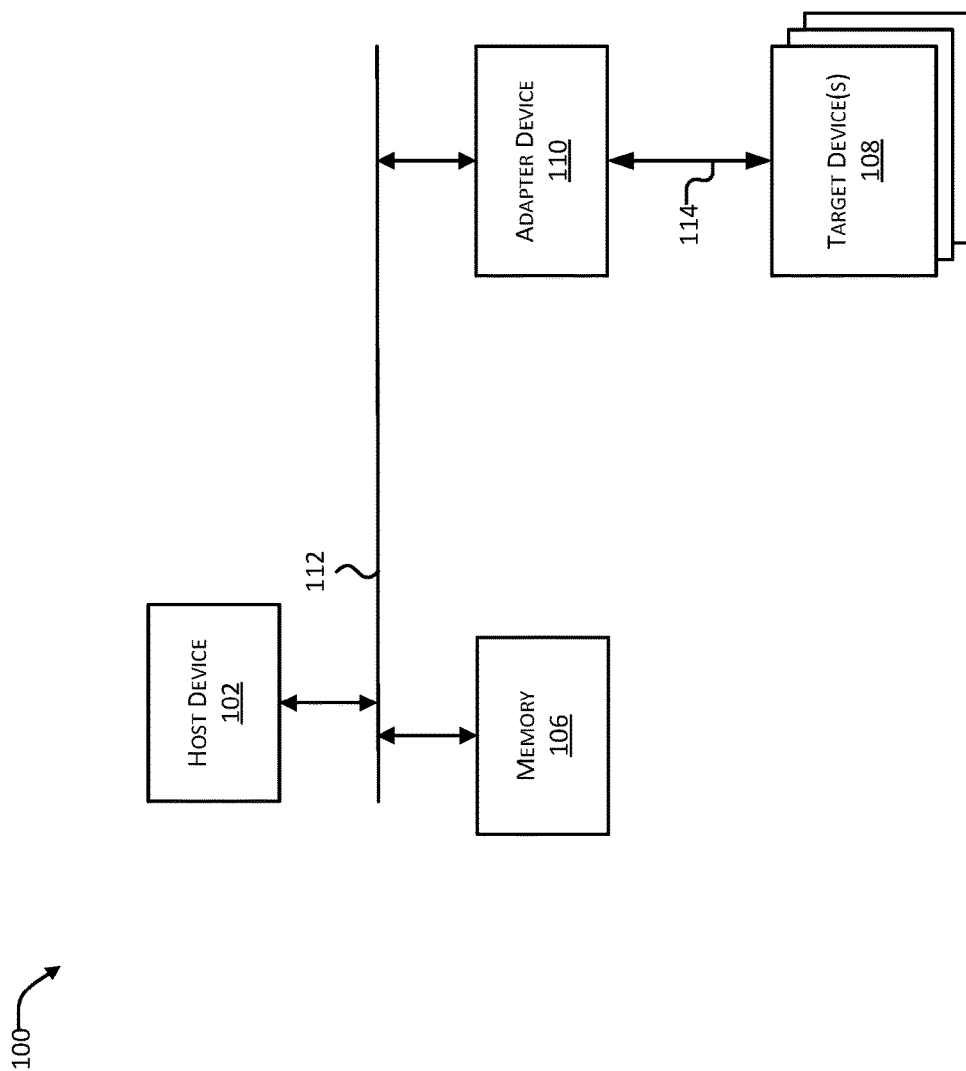 100
HOST DEVICE
102
112
MEMORY
106
ADAPTER DEVICE
110
114
TARGET DEVICE(S)
108